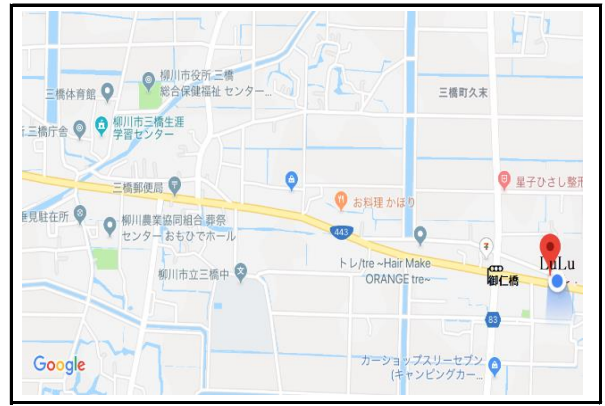 柳川市役所 三橋
総合保健福祉 センター...
三橋体育館
三橋町久末
三橋庁舎
柳川市三橋生涯
学習センター
三橋郵便局
星子ひさし整形
お料理 かほり
垂見駐在所
柳川農業協同組合 葬祭
センター おもひでホール
443
トレ/tre ~Hair Make
ORANGE tre~
LuLu
柳川市立三橋中
文
御仁橋
83
カーショップスリーセブン
(キャンピングカー...
Google